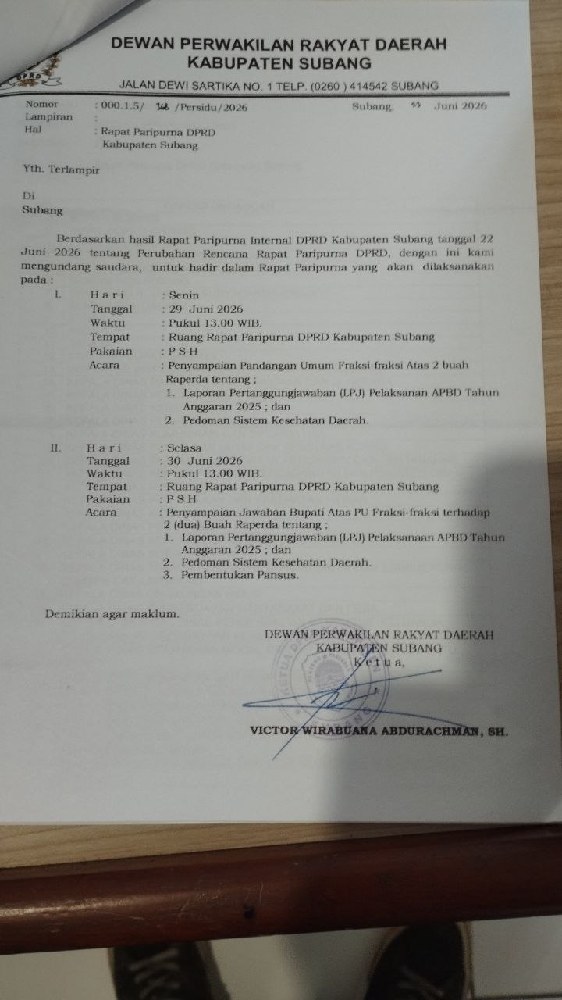 DPRD
DEWAN PERWAKILAN RAKYAT DAERAH
KABUPATEN SUBANG
JALAN DEWI SARTIKA NO. 1 TELP. (0260 ) 414542 SUBANG
Nomor : 000.1.5/ 368 /Persidu/2026 Subang, 23 Juni 2026
Lampiran :
Hal : Rapat Paripurna DPRD
Kabupaten Subang
Yth. Terlampir
Di
Subang
Berdasarkan hasil Rapat Paripurna Internal DPRD Kabupaten Subang tanggal 22
Juni 2026 tentang Perubahan Rencana Rapat Paripurna DPRD, dengan ini kami
mengundang saudara, untuk hadir dalam Rapat Paripurna yang akan dilaksanakan
pada :
I. H a r i : Senin
Tanggal : 29 Juni 2026
Waktu : Pukul 13.00 WIB.
Tempat : Ruang Rapat Paripurna DPRD Kabupaten Subang
Pakaian : P S H
Acara : Penyampaian Pandangan Umum Fraksi-fraksi Atas 2 buah
Raperda tentang ;
1. Laporan Pertanggungjawaban (LPJ) Pelaksanan APBD Tahun
Anggaran 2025 ; dan
2. Pedoman Sistem Kesehatan Daerah.
II. H a r i : Selasa
Tanggal : 30 Juni 2026
Waktu : Pukul 13.00 WIB.
Tempat : Ruang Rapat Paripurna DPRD Kabupaten Subang
Pakaian : P S H
Acara : Penyampaian Jawaban Bupati Atas PU Fraksi-fraksi terhadap
2 (dua) Buah Raperda tentang ;
1. Laporan Pertanggungjawaban (LPJ) Pelaksanaan APBD Tahun
Anggaran 2025 ; dan
2. Pedoman Sistem Kesehatan Daerah.
3. Pembentukan Pansus.
Demikian agar maklum.
DEWAN PERWAKILAN RAKYAT DAERAH
KABUPATEN SUBANG
K e t u a,
VICTOR WIRABUANA ABDURACHMAN, SH.